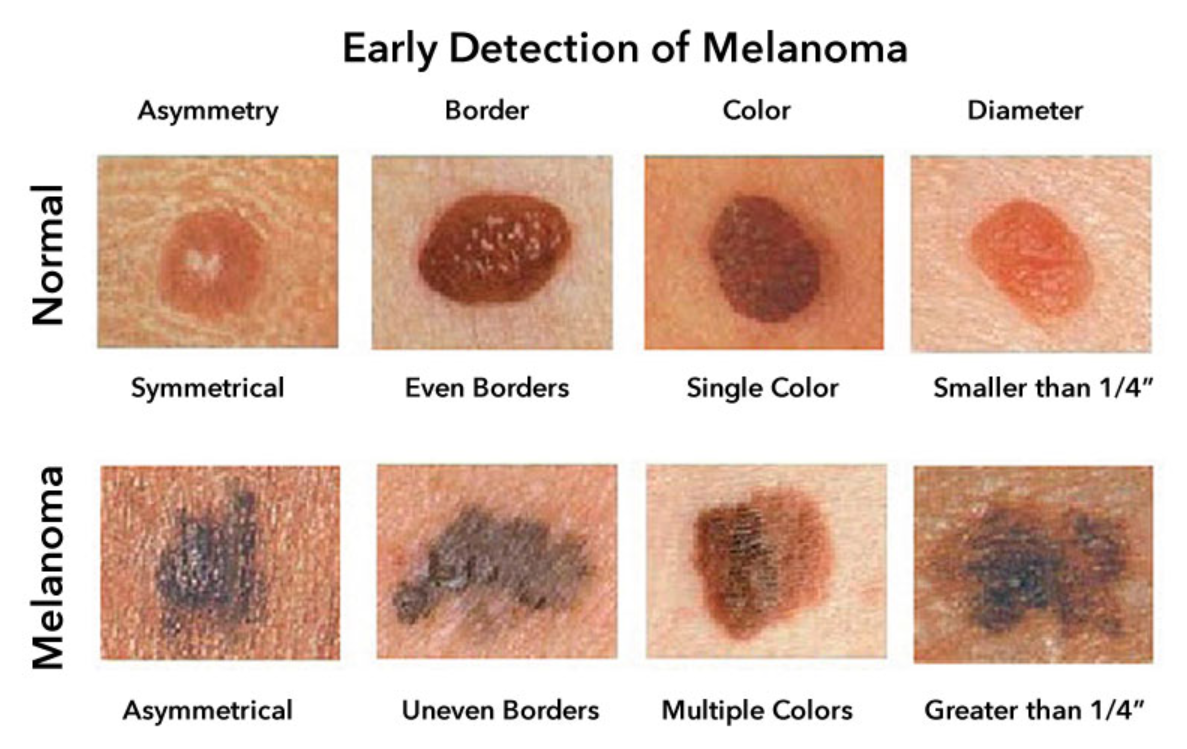 Early Detection of Melanoma
Asymmetry
Border
Color
Diameter
Normal
Symmetrical
Even Borders
Single Color
Smaller than 1/4”
Melanoma
Asymmetrical
Uneven Borders
Multiple Colors
Greater than 1/4”